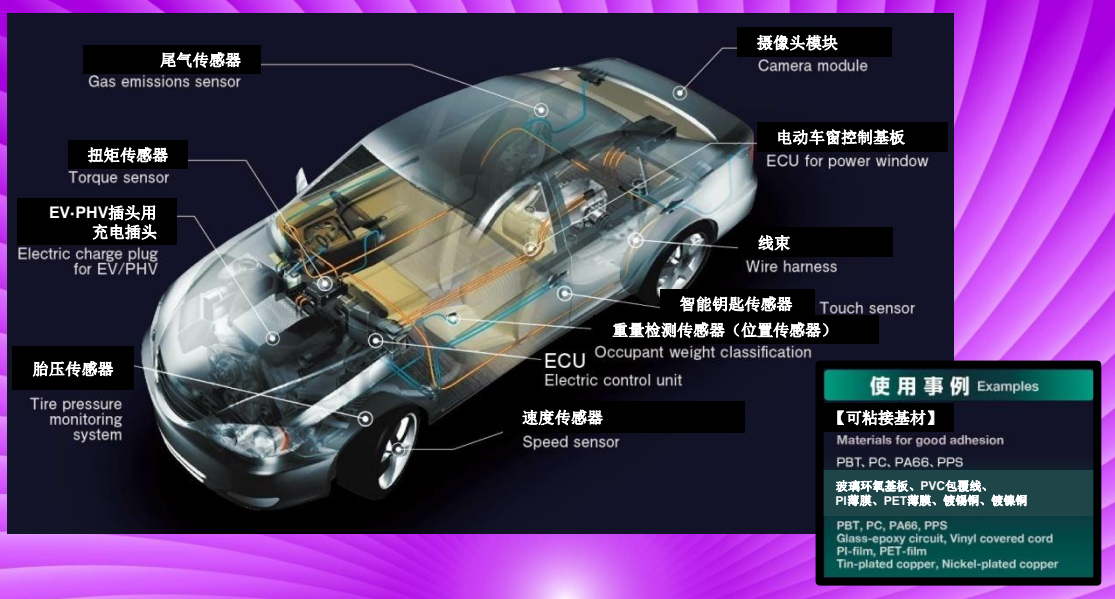 尾气传感器
Gas emissions sensor
摄像头模块
Camera module
电动车窗控制基板
ECU for power window
扭矩传感器
Torque sensor
EV·PHV插头用
充电插头
Electric charge plug
for EV/PHV
线束
Wire harness
智能钥匙传感器
Touch sensor
重量检测传感器（位置传感器）
Occupant weight classification
ECU
Electric control unit
胎压传感器
Tire pressure
monitoring
system
速度传感器
Speed sensor
使用事例 Examples
【可粘接基材】
Materials for good adhesion
PBT、PC、PA66、PPS
玻璃环氧基板、PVC包覆线、
PI薄膜、PET薄膜、镀锡铜、镀镍铜
PBT, PC, PA66, PPS
Glass-epoxy circuit, Vinyl covered cord
PI-film, PET-film
Tin-plated copper, Nickel-plated copper